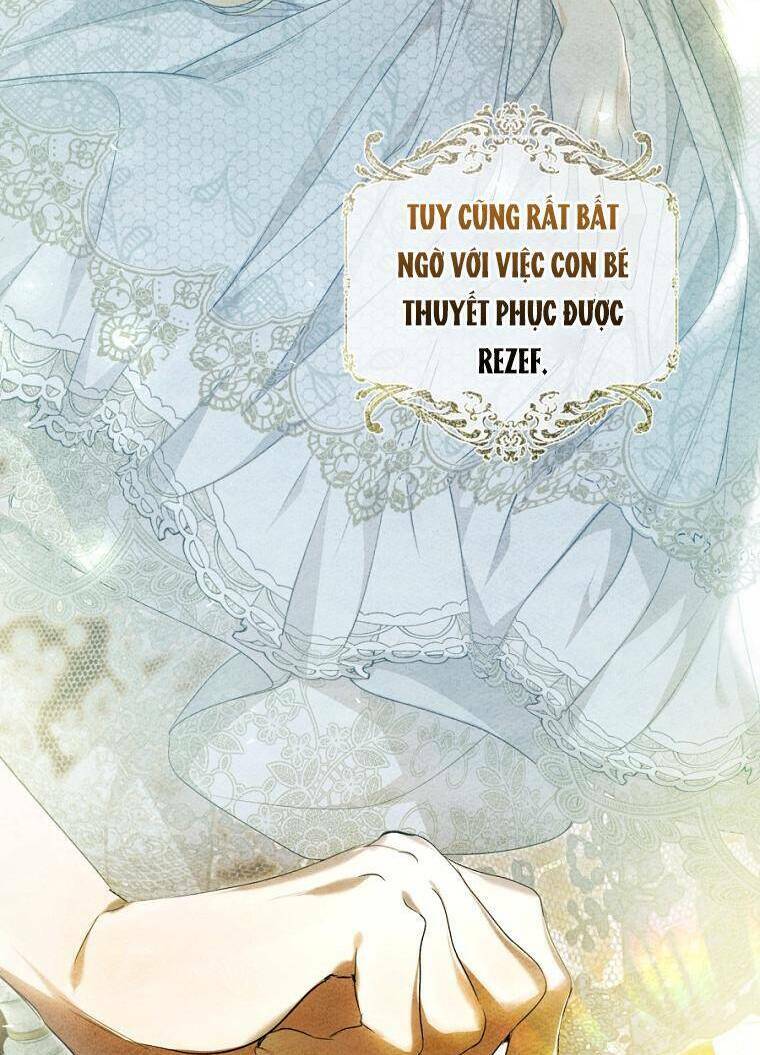 TUY CŨNG RẤT BẤT
NGỜ VỚI VIỆC CON BÉ
THUYẾT PHỤC ĐƯỢC
REZEF.